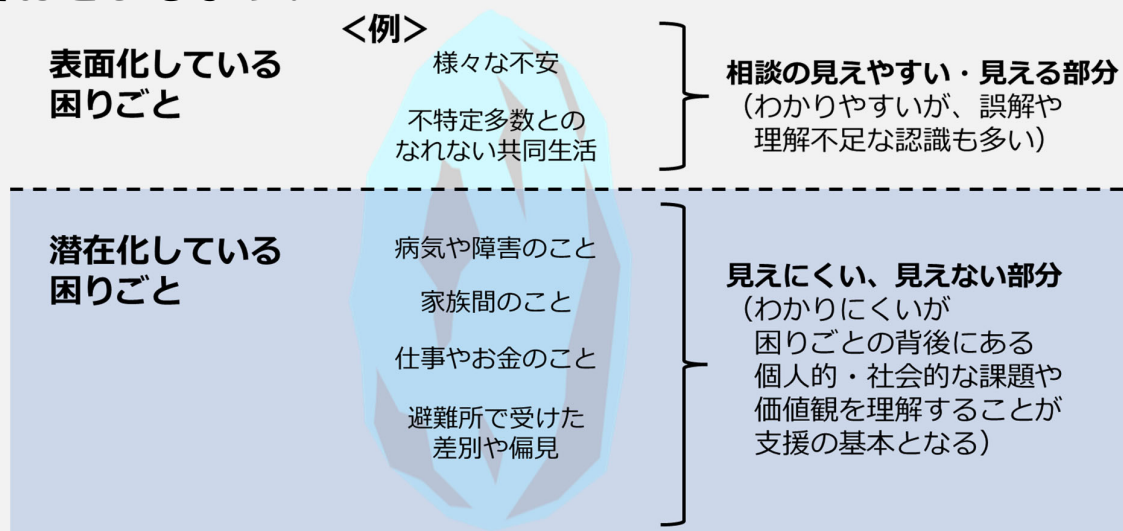 <例>
表面化している
困りごと
様々な不安
不特定多数との
なれない共同生活
相談の見えやすい・見える部分
（わかりやすいが、誤解や
理解不足な認識も多い）
潜在化している
困りごと
病気や障害のこと
家族間のこと
仕事やお金のこと
避難所で受けた
差別や偏見
見えにくい、見えない部分
（わかりにくいが
困りごとの背後にある
個人的・社会的な課題や
価値観を理解することが
支援の基本となる）